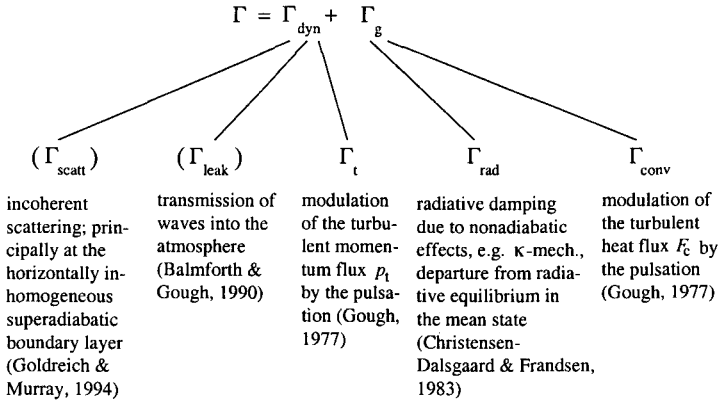 Γ = Γdyn + Γg
(Γscatt)
incoherent
scattering; prin-
cipally at the
horizontally in-
homogeneous
superadiabatic
boundary layer
(Goldreich &
Murray, 1994)
(Γleak)
transmission of
waves into the
atmosphere
(Balmforth &
Gough, 1990)
Γt
modulation
of the turbu-
lent momen-
tum flux pt
by the pulsa-
tion (Gough,
1977)
Γrad
radiative damping
due to nonadiabatic
effects, e.g. κ-mech.,
departure from radia-
tive equilibrium in
the mean state
(Christensen-
Dalsgaard & Frandsen,
1983)
Γconv
modulation of
the turbulent
heat flux Fc by
the pulsation
(Gough, 1977)